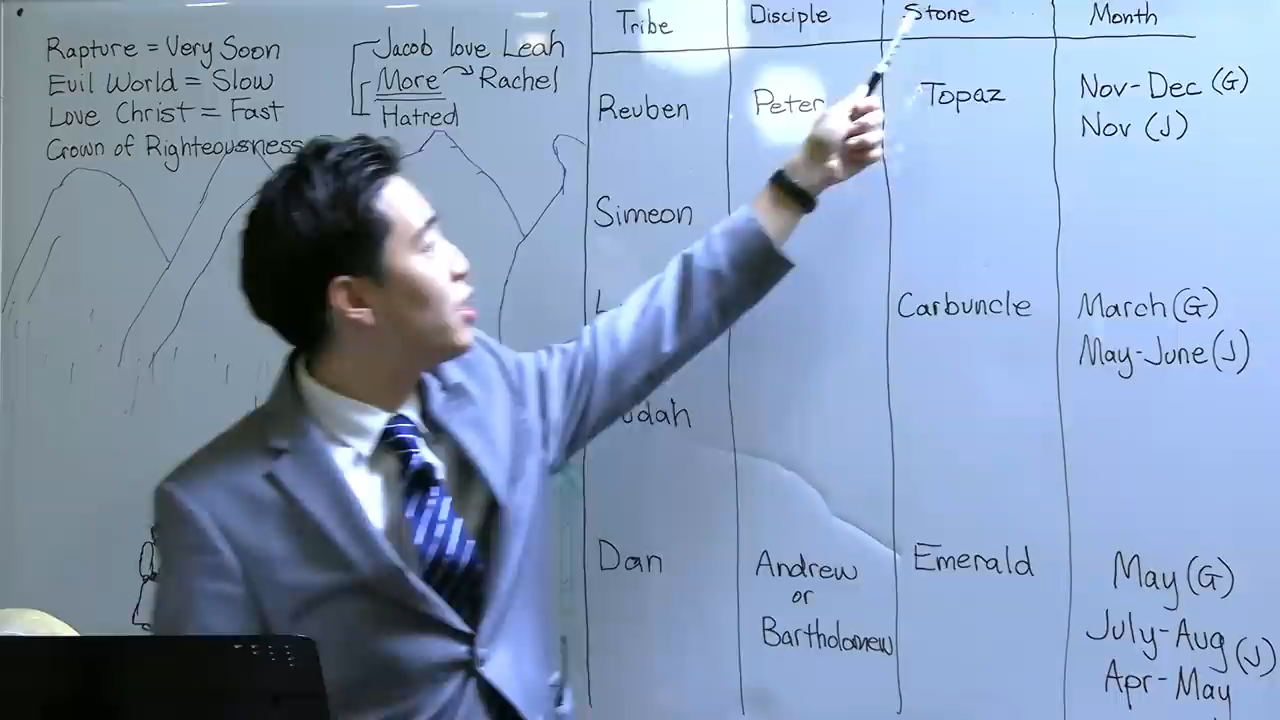 Rapture = Very Soon
Evil World = Slow
Love Christ = Fast
Crown of Righteousness
Jacob love Leah
More Rachel
Hatred
Tribe Disciple Stone Month
Reuben Peter Topaz Nov-Dec (G)
Nov (J)
Simeon
Carbuncle March (G)
May-June (J)
Dan Andrew or Bartholomew Emerald May (G)
July-Aug (J)
Apr-May